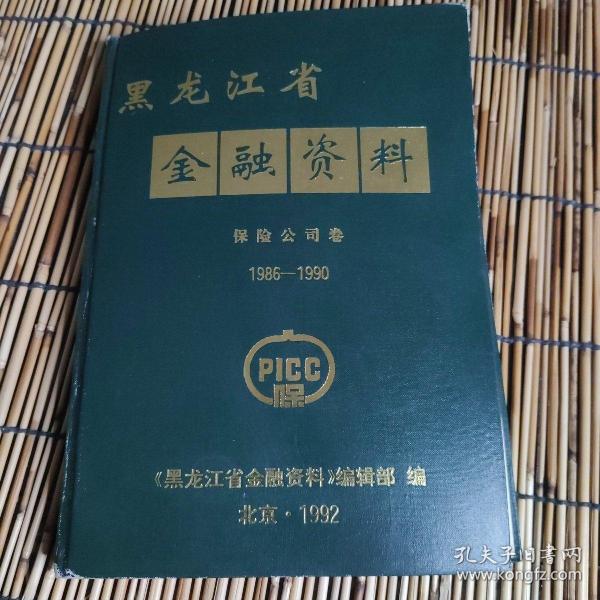 黑龙江省
金融资料
保险公司卷
1986—1990
PICC
保
《黑龙江省金融资料》编辑部 编
北京·1992
孔夫子旧书网
www.kongfz.com